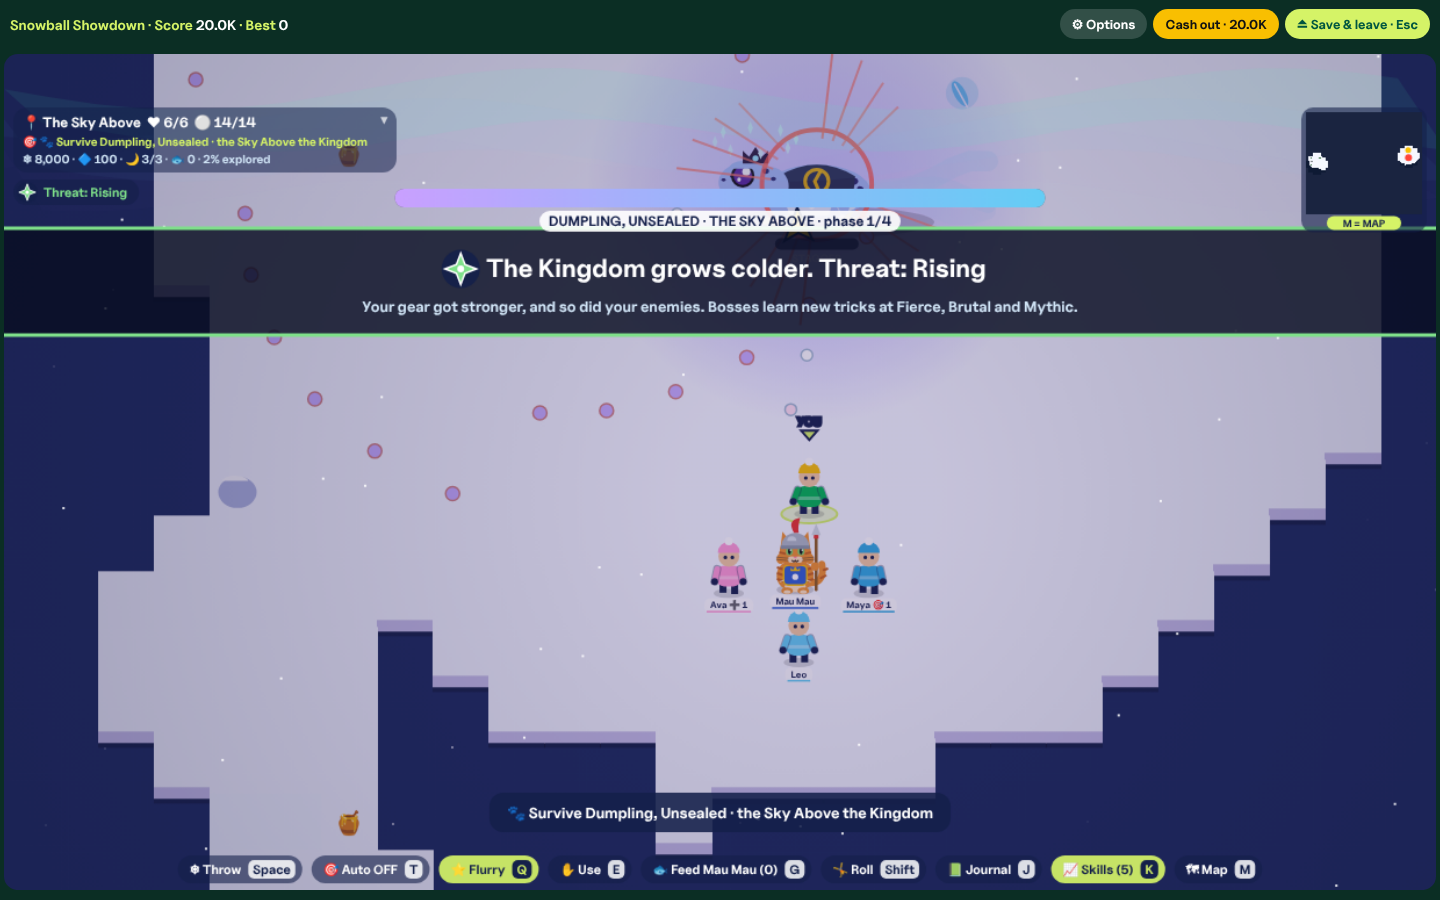 Snowball Showdown · Score 20.0K · Best 0
Options
Cash out · 20.0K
Save & leave · Esc
The Sky Above 6/6 14/14
Survive Dumpling, Unsealed · the Sky Above the Kingdom
8,000 · 100 · 3/3 · 0 · 2% explored
Threat: Rising
M = MAP
DUMPLING, UNSEALED · THE SKY ABOVE · phase 1/4
The Kingdom grows colder. Threat: Rising
Your gear got stronger, and so did your enemies. Bosses learn new tricks at Fierce, Brutal and Mythic.
YOU
Ava 1
Mau Mau
Maya 1
Leo
Survive Dumpling, Unsealed · the Sky Above the Kingdom
Throw Space
Auto OFF T
Flurry Q
Use E
Feed Mau Mau (0) G
Roll Shift
Journal J
Skills (5) K
Map M